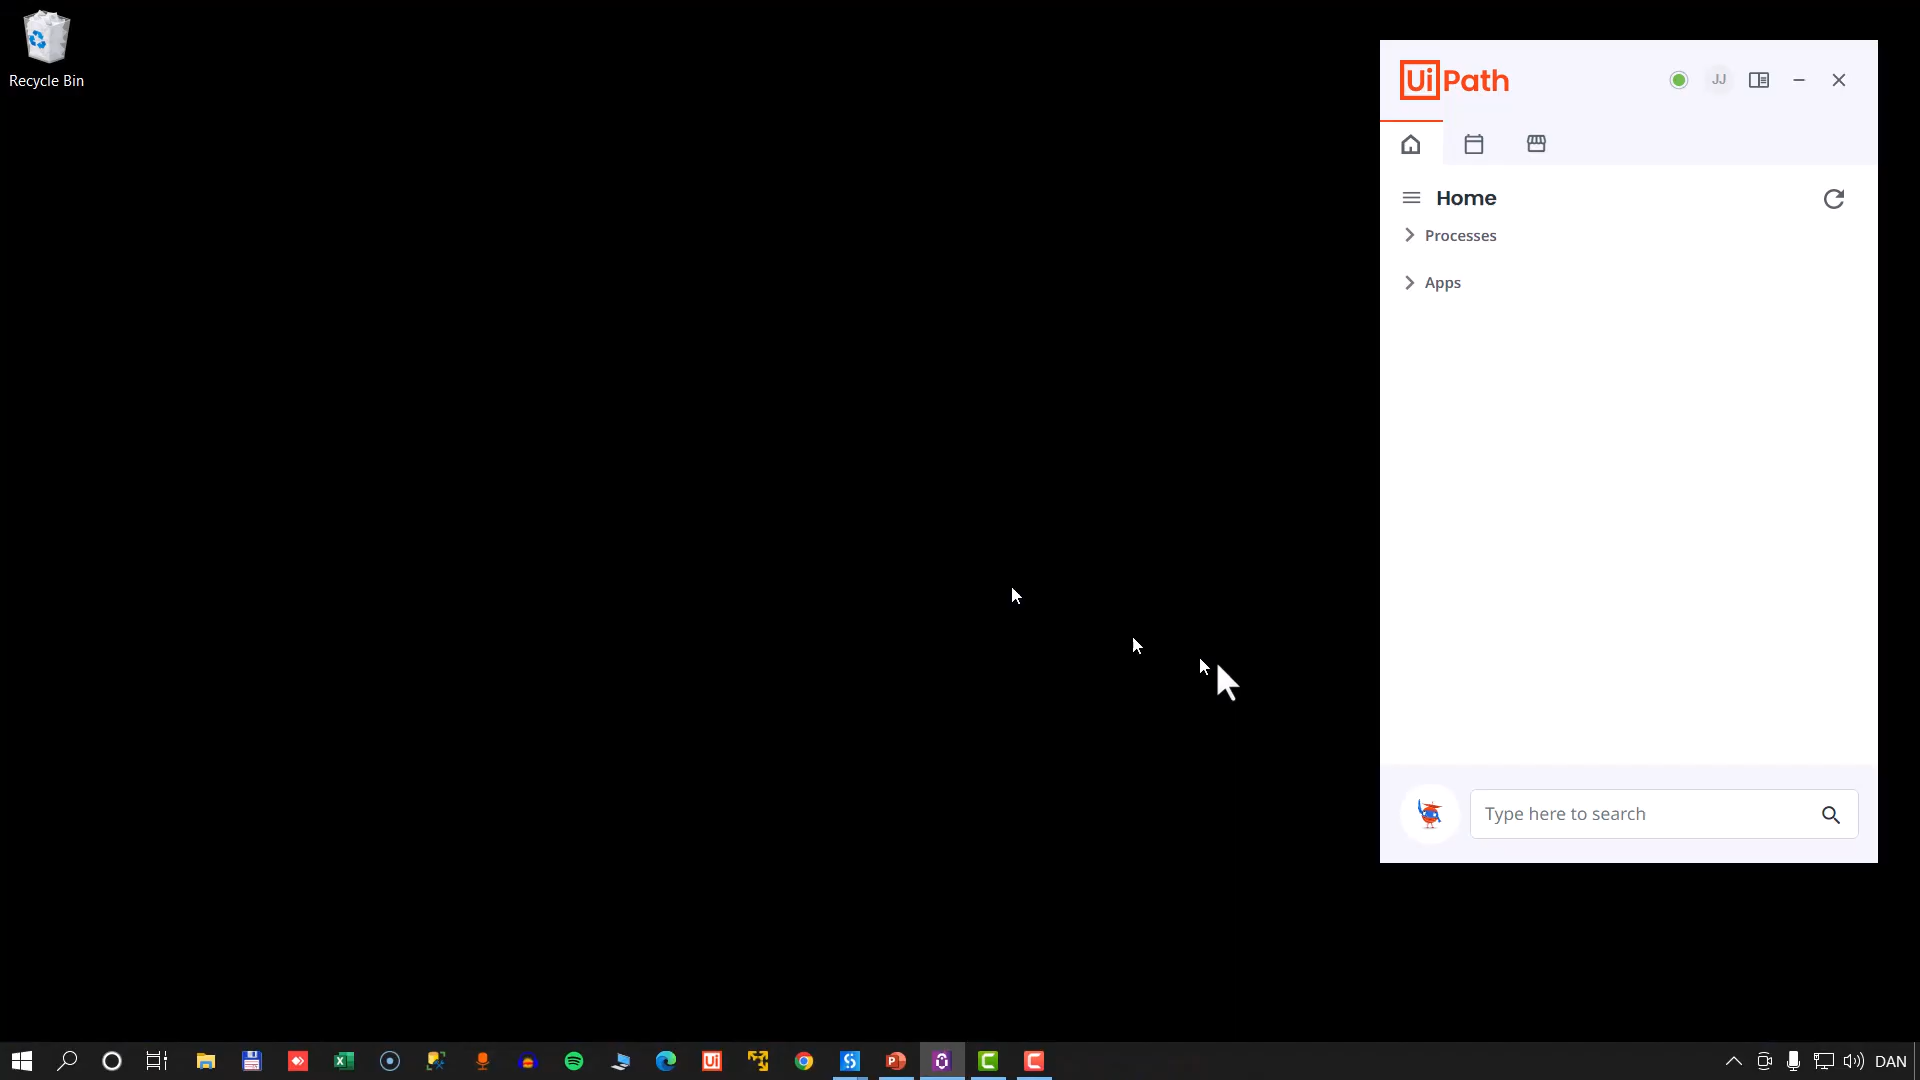 Recycle Bin
UiPath
JJ
Home
Processes
Apps
Type here to search
DAN